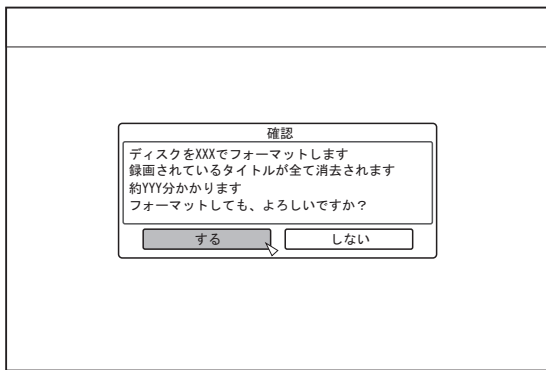 確認
ディスクをXXXでフォーマットします
録画されているタイトルが全て消去されます
約YYY分かかります
フォーマットしても、よろしいですか？
する
しない